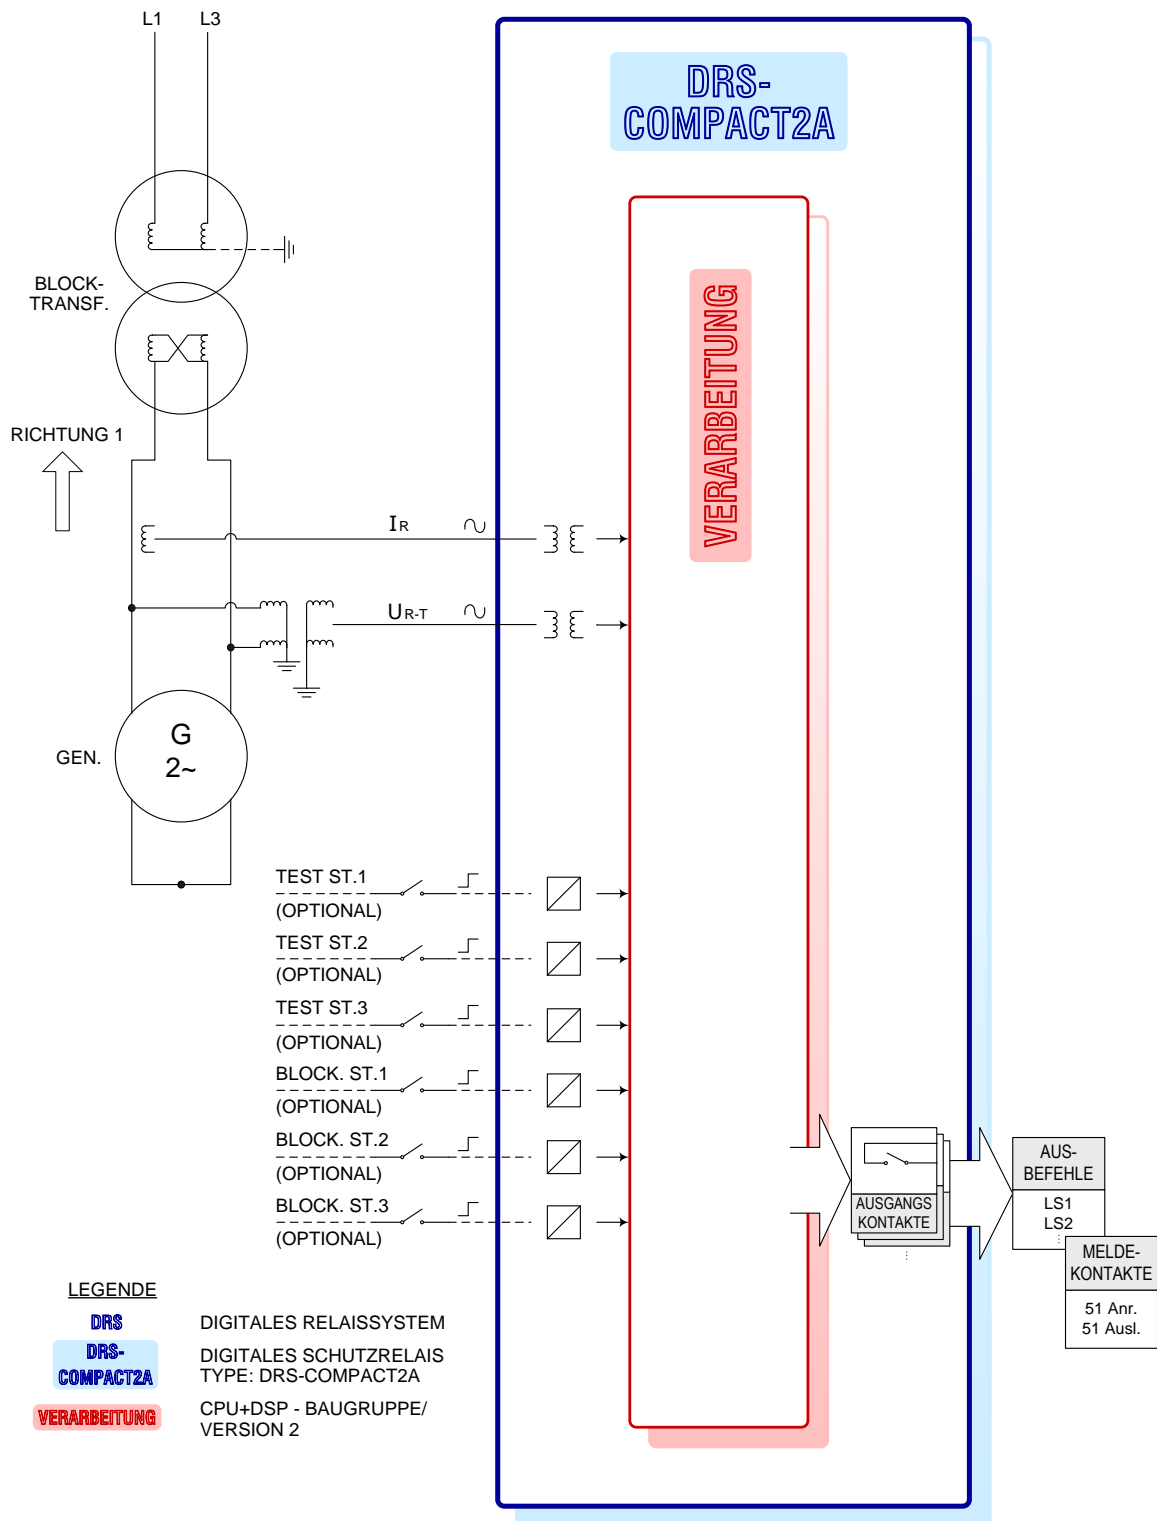 L1 L3
DRS-
COMPACT2A
BLOCK-
TRANSF.
VERARBEITUNG
RICHTUNG 1
IR
UR-T
G
2~
GEN.
TEST ST.1
(OPTIONAL)
TEST ST.2
(OPTIONAL)
TEST ST.3
(OPTIONAL)
BLOCK. ST.1
(OPTIONAL)
BLOCK. ST.2
(OPTIONAL)
BLOCK. ST.3
(OPTIONAL)
AUSGANGS
KONTAKTE
AUS-
BEFEHLE
LS1
LS2
MELDE-
KONTAKTE
51 Anr.
51 Ausl.
LEGENDE
DRS DIGITALES RELAISSYSTEM
DRS-
COMPACT2A
DIGITALES SCHUTZRELAIS
TYPE: DRS-COMPACT2A
VERARBEITUNG
CPU+DSP - BAUGRUPPE/
VERSION 2